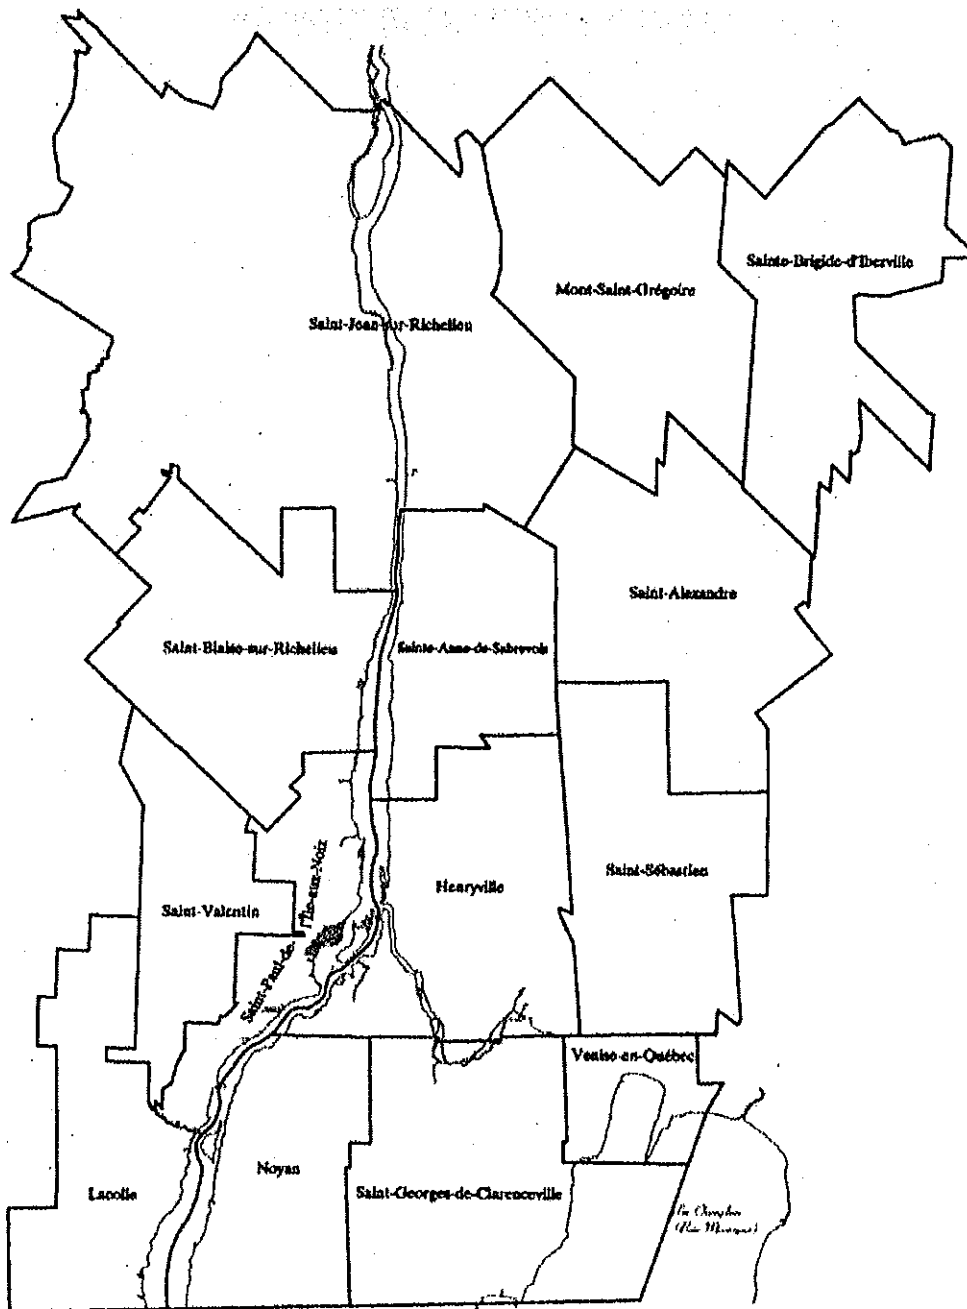 Sainte-Brigide-d'Iberville
Mont-Saint-Grégoire
Saint-Jean-sur-Richelieu
Saint-Alexandre
Saint-Blaise-sur-Richelieu
Sainte-Anne-de-Sabrevois
Saint-Sébastien
Henryville
Saint-Valentin
Saint-Paul-de-
l'Île-aux-Noix
Venise-en-Québec
Noyan
Lacolle
Saint-Georges-de-Clarenceville